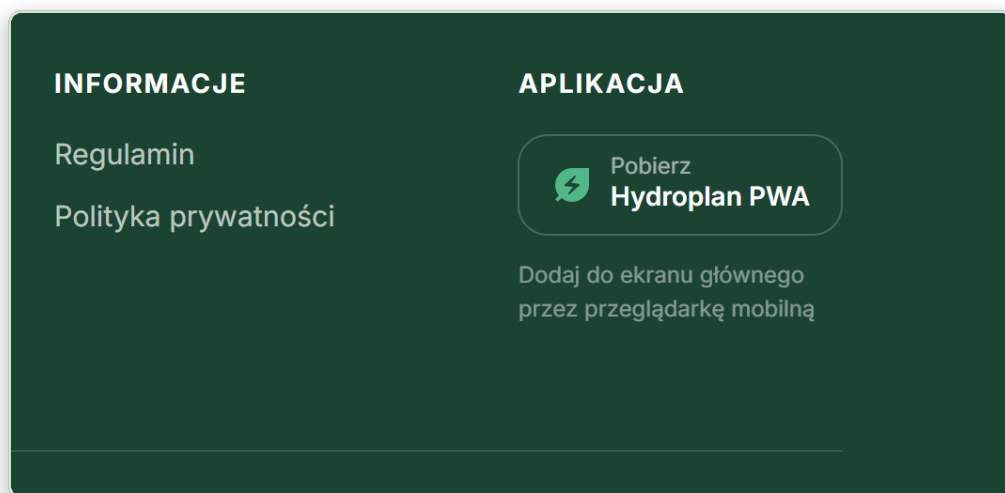 INFORMACJE
Regulamin
Polityka prywatności
APLIKACJA
Pobierz
Hydroplan PWA
Dodaj do ekranu głównego
przez przeglądarkę mobilną